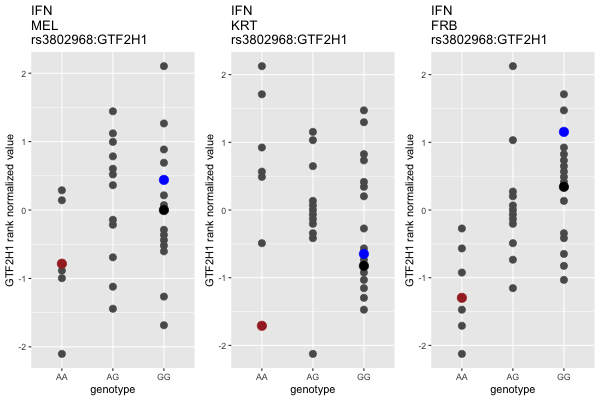 IFN
MEL
rs3802968:GTF2H1
GTF2H1 rank normalized value
2
1
0
-1
-2
AA
AG
GG
genotype
IFN
KRT
rs3802968:GTF2H1
GTF2H1 rank normalized value
2
1
0
-1
-2
AA
AG
GG
genotype
IFN
FRB
rs3802968:GTF2H1
GTF2H1 rank normalized value
2
1
0
-1
-2
AA
AG
GG
genotype